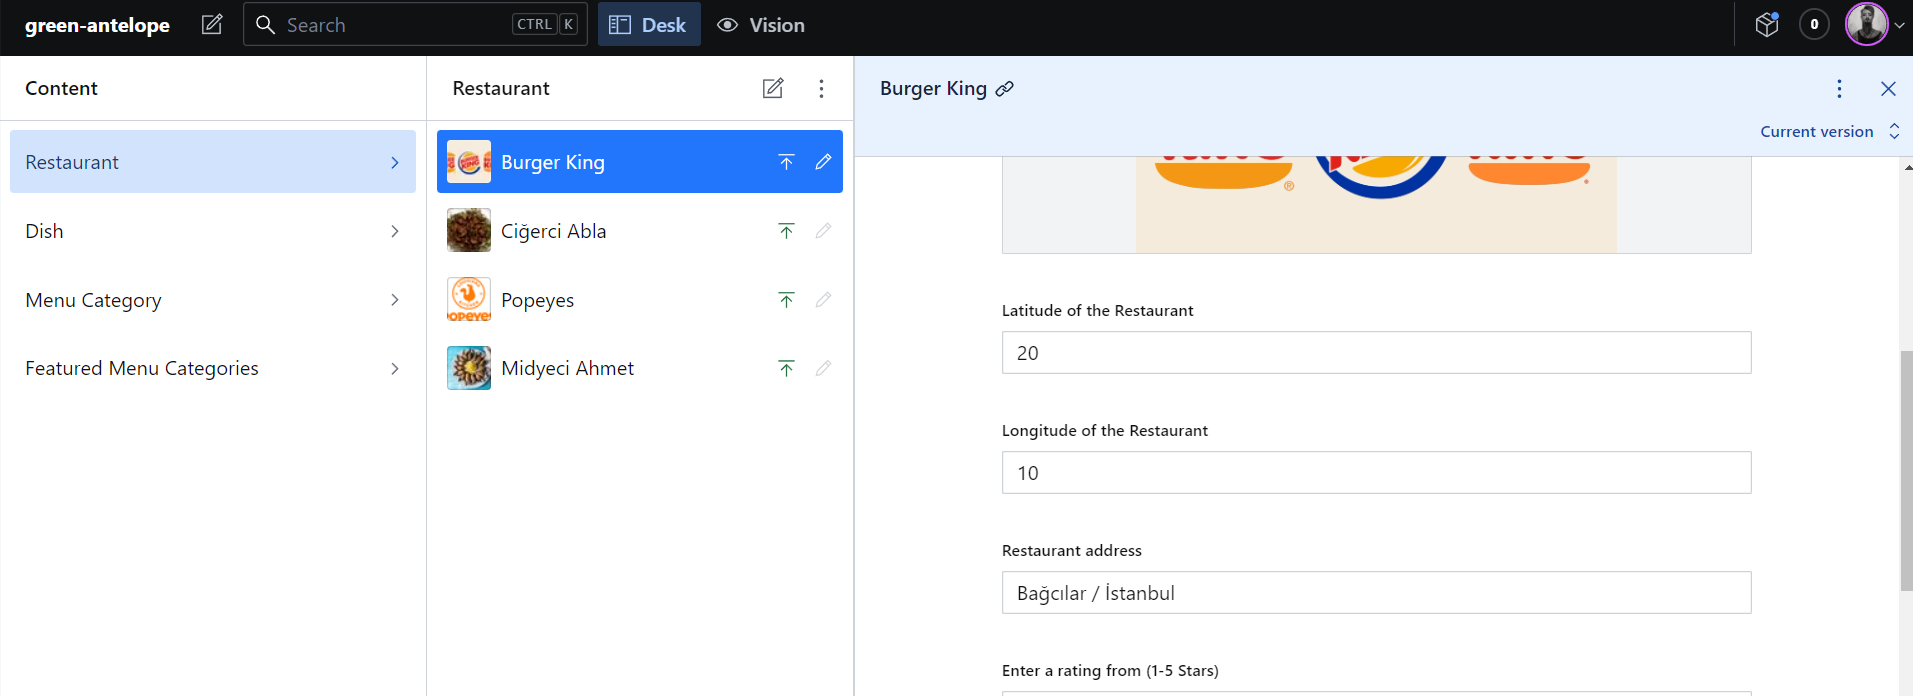 green-antelope
Search
CTRL K
Desk
Vision
0
Content
Restaurant
Dish
Menu Category
Featured Menu Categories
Restaurant
Burger King
Ciğerci Abla
Popeyes
Midyeci Ahmet
Burger King
Current version
®
Latitude of the Restaurant
20
Longitude of the Restaurant
10
Restaurant address
Bağcılar / İstanbul
Enter a rating from (1-5 Stars)